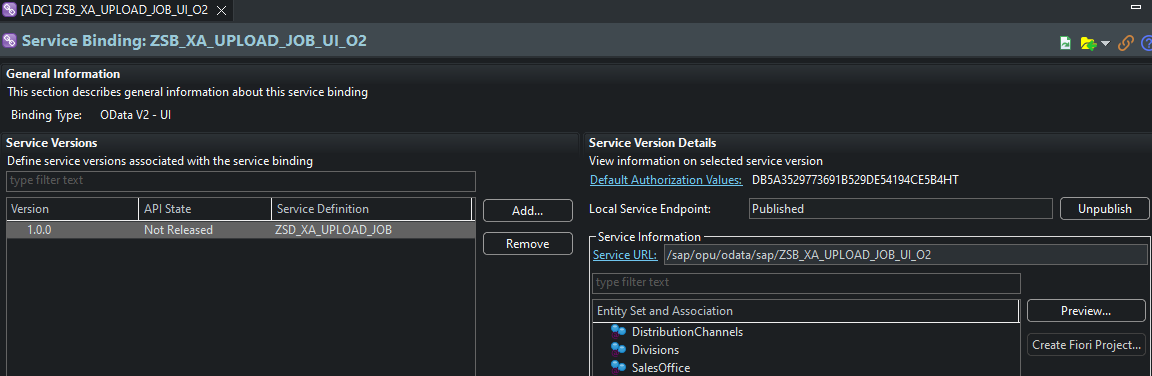 [ADC] ZSB_XA_UPLOAD_JOB_UI_O2
Service Binding: ZSB_XA_UPLOAD_JOB_UI_O2
General Information
This section describes general information about this service binding
Binding Type: OData V2 - UI
Service Versions
Define service versions associated with the service binding
type filter text
Version API State Service Definition
1.0.0 Not Released ZSD_XA_UPLOAD_JOB
Add...
Remove
Service Version Details
View information on selected service version
Default Authorization Values: DB5A3529773691B529DE54194CE5B4HT
Local Service Endpoint: Published Unpublish
Service Information
Service URL: /sap/opu/odata/sap/ZSB_XA_UPLOAD_JOB_UI_O2
type filter text
Entity Set and Association
DistributionChannels
Divisions
SalesOffice
Preview...
Create Fiori Project...